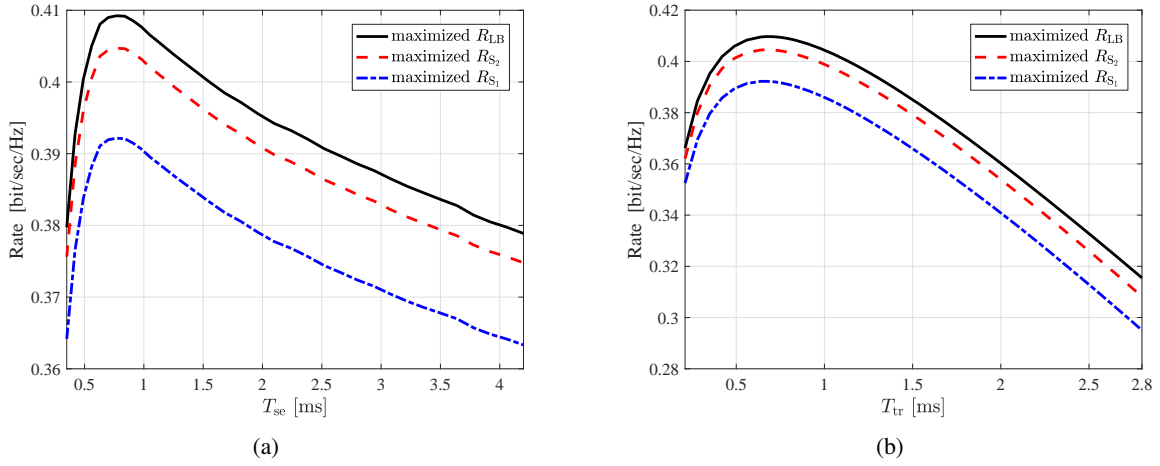 0.41
0.4
0.39
0.38
0.37
0.36
Rate [bit/sec/Hz]
maximized R_LB
maximized R_S₂
maximized R_S₁
0.5 1 1.5 2 2.5 3 3.5 4
T_se [ms]
(a)
0.42
0.4
0.38
0.36
0.34
0.32
0.3
0.28
Rate [bit/sec/Hz]
maximized R_LB
maximized R_S₂
maximized R_S₁
0.5 1 1.5 2 2.5 2.8
T_tr [ms]
(b)